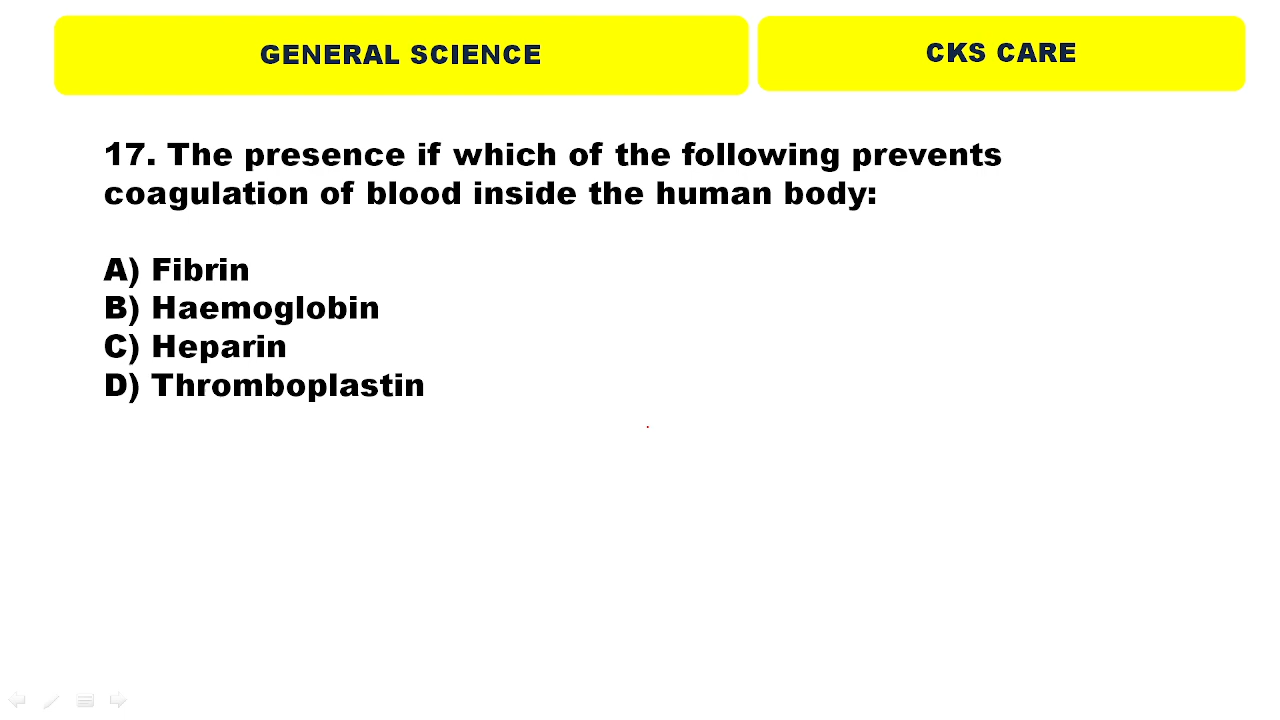 GENERAL SCIENCE
CKS CARE
17. The presence if which of the following prevents
coagulation of blood inside the human body:
A) Fibrin
B) Haemoglobin
C) Heparin
D) Thromboplastin